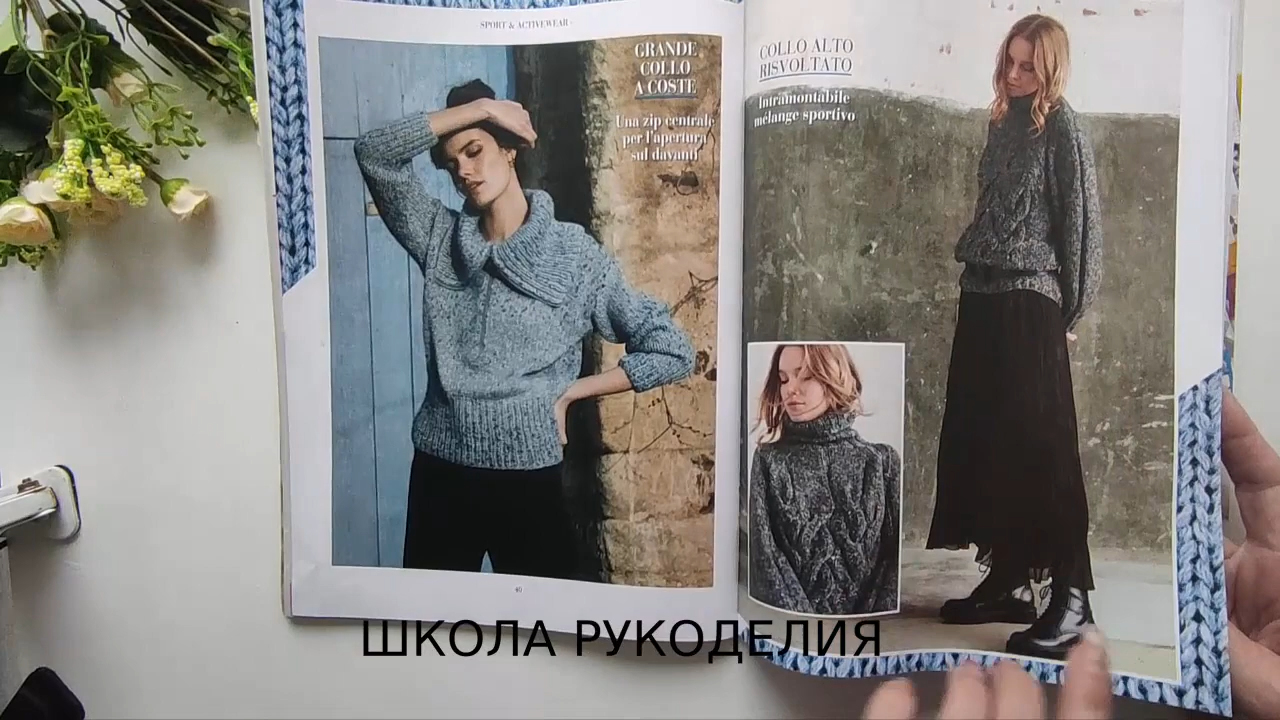 SPORT & ACTIVEWEAR
GRANDE
COLLO
A COSTE
Una zip centrale
per l'apertura
sul davanti
40
COLLO ALTO
RISVOLTATO
Intramontabile
mélange sportivo
ШКОЛА РУКОДЕЛИЯ